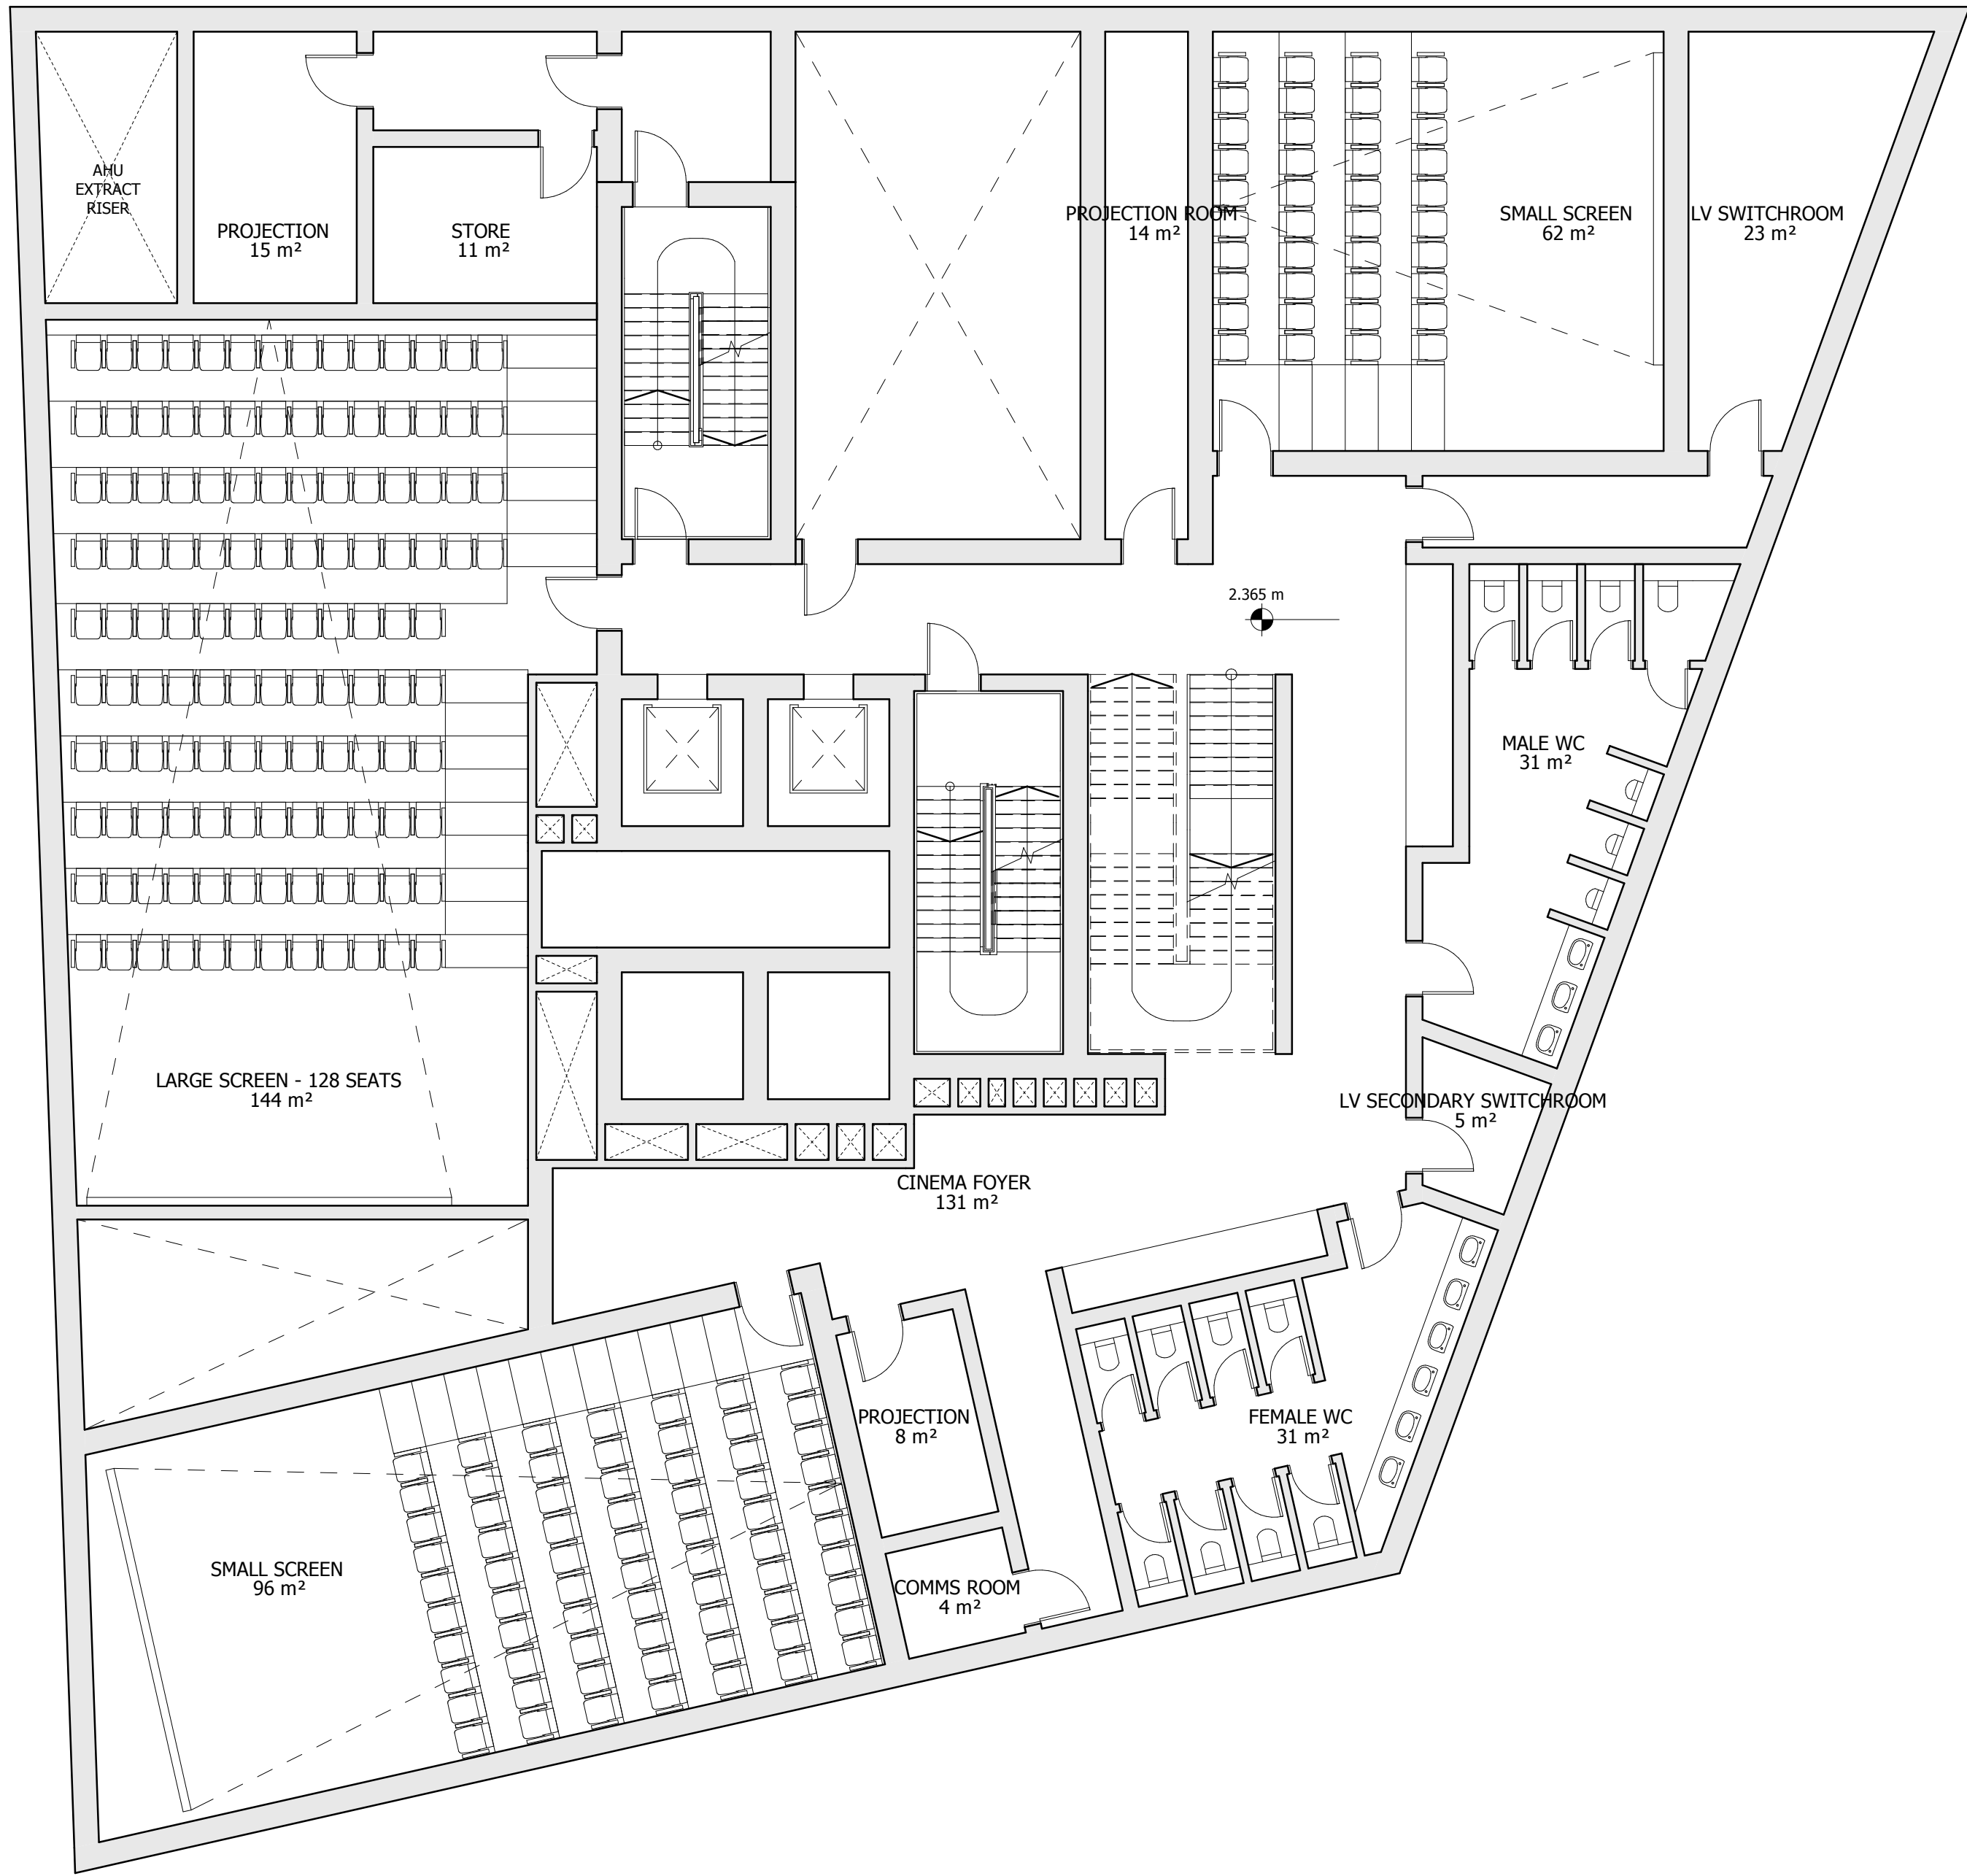 AHU
EXTRACT
RISER
PROJECTION
15 m²
STORE
11 m²
PROJECTION ROOM
14 m²
SMALL SCREEN
62 m²
LV SWITCHROOM
23 m²
2.365 m
MALE WC
31 m²
LARGE SCREEN - 128 SEATS
144 m²
LV SECONDARY SWITCHROOM
5 m²
CINEMA FOYER
131 m²
PROJECTION
8 m²
FEMALE WC
31 m²
SMALL SCREEN
96 m²
COMMS ROOM
4 m²